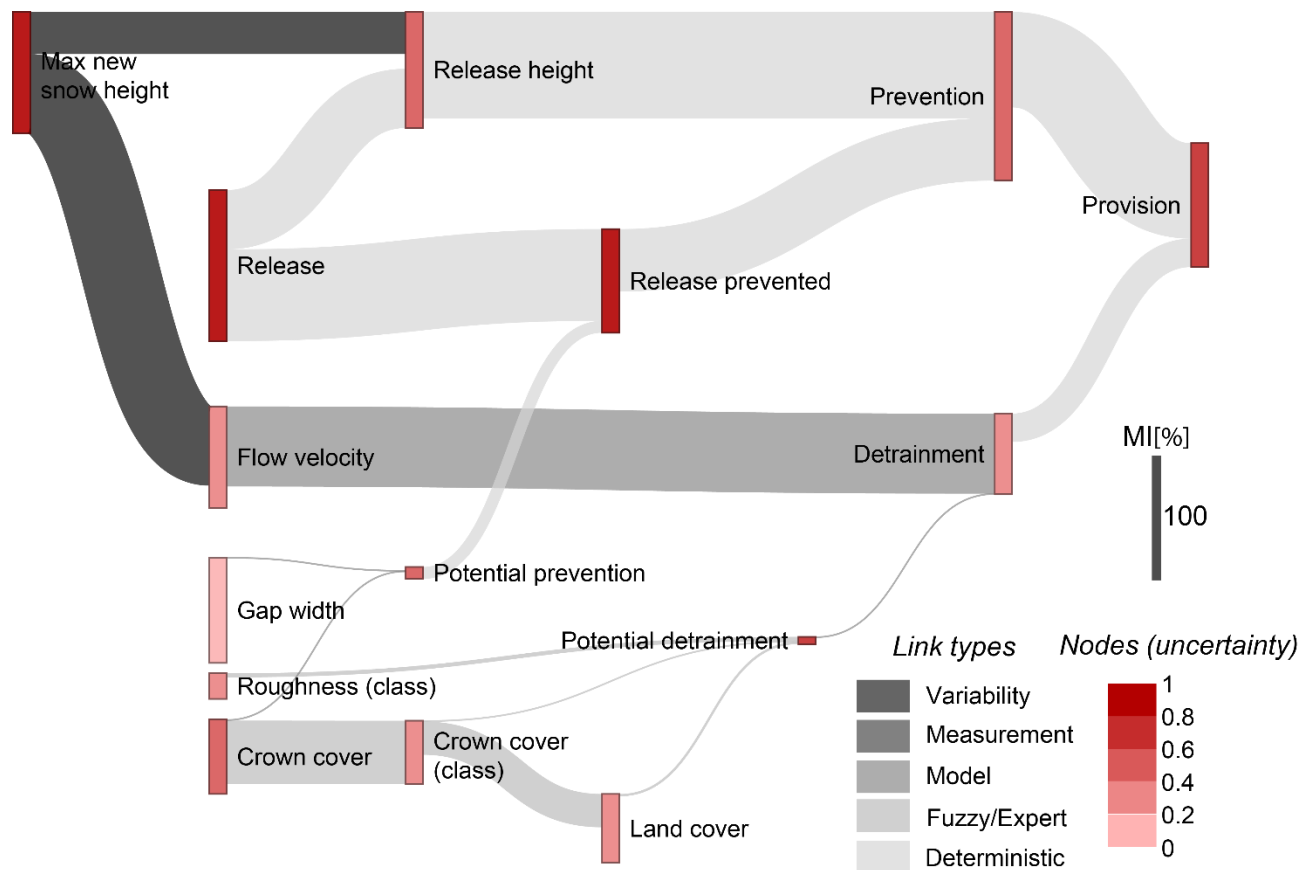 Max new
snow height
Release height
Prevention
Provision
Release
Release prevented
Flow velocity
Detrainment
MI[%]
100
Potential prevention
Gap width
Potential detrainment
Roughness (class)
Crown cover
Crown cover
(class)
Land cover
Link types
Variability
Measurement
Model
Fuzzy/Expert
Deterministic
Nodes (uncertainty)
1
0.8
0.6
0.4
0.2
0